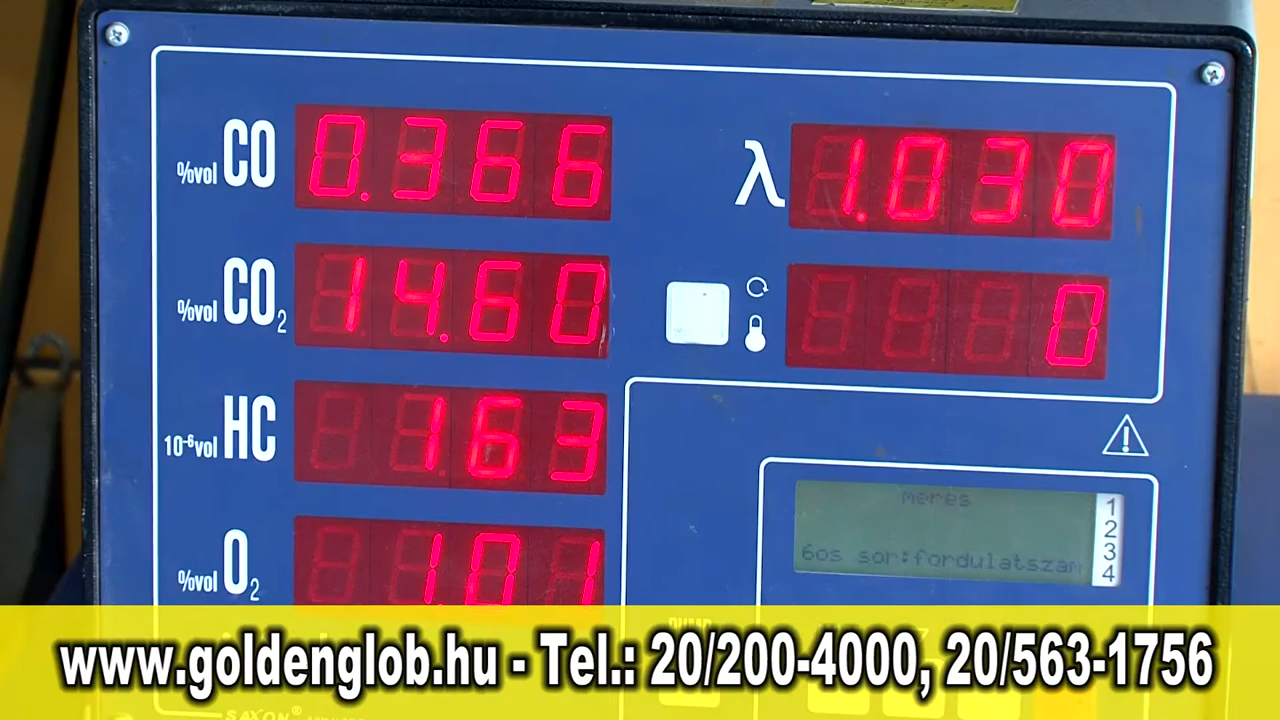 %vol CO 0.366
λ 1.030
%vol CO₂ 14.60
0
10⁻⁶vol HC 163
%vol O₂ 1.01
meres
6os sor:fordulatszam
1
2
3
4
www.goldenglob.hu - Tel.: 20/200-4000, 20/563-1756
SAXON®